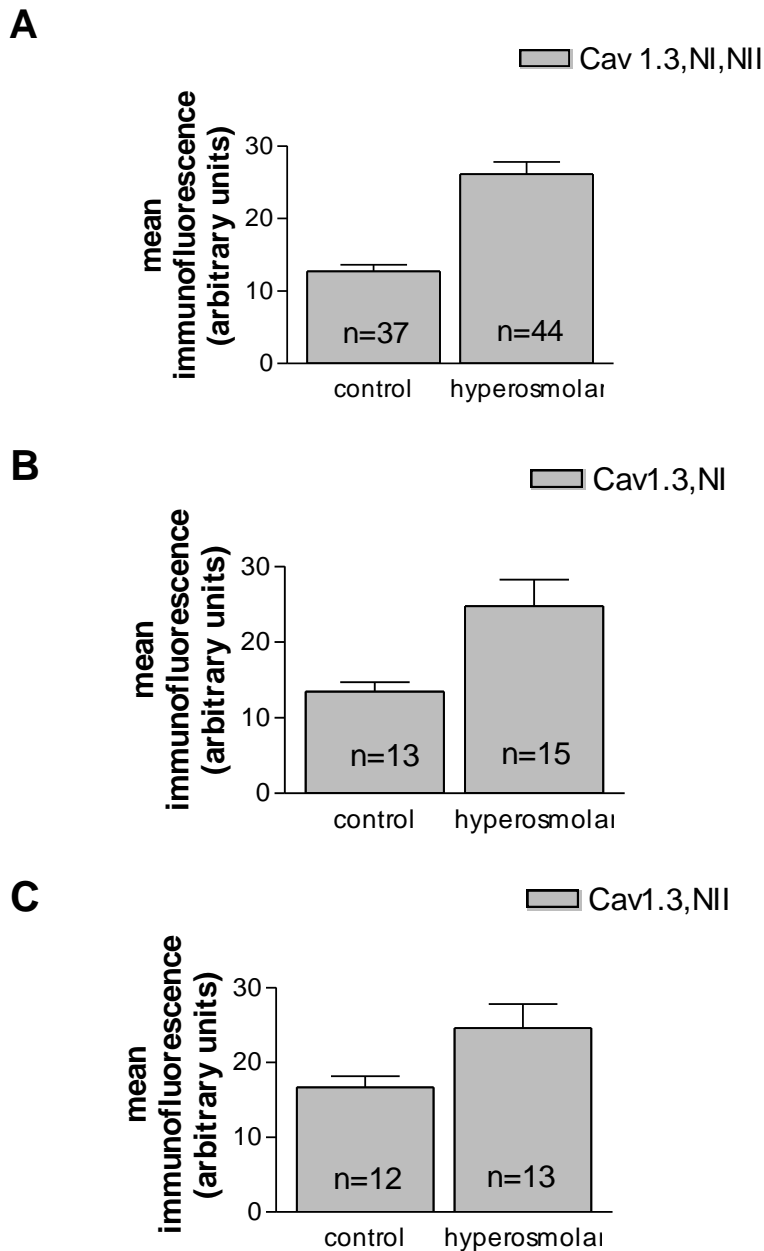 A
Cav 1.3,NI,NII
mean
immunofluorescence
(arbitrary units)
30
20
10
0
n=37
n=44
control
hyperosmolar
B
Cav1.3,NI
mean
immunofluorescence
(arbitrary units)
30
20
10
0
n=13
n=15
control
hyperosmolar
C
Cav1.3,NII
mean
immunofluorescence
(arbitrary units)
30
20
10
0
n=12
n=13
control
hyperosmolar